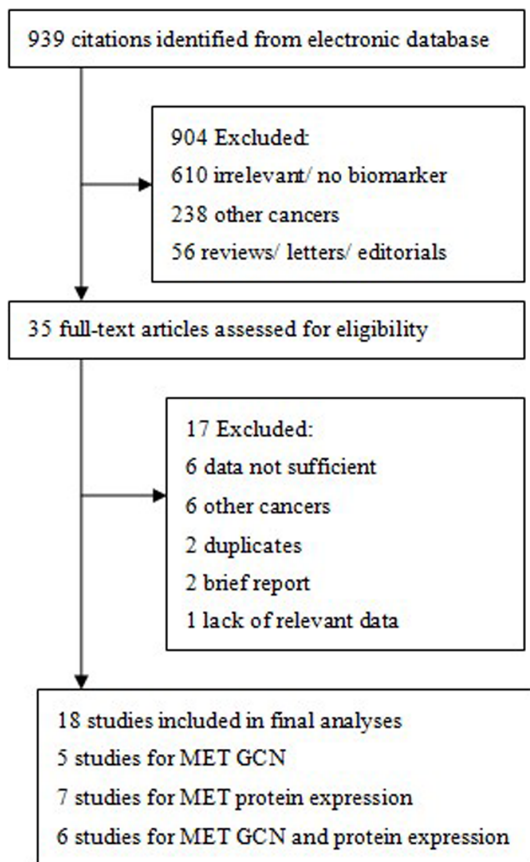 939 citations identified from electronic database
904 Excluded:
610 irrelevant/ no biomarker
238 other cancers
56 reviews/ letters/ editorials
35 full-text articles assessed for eligibility
17 Excluded:
6 data not sufficient
6 other cancers
2 duplicates
2 brief report
1 lack of relevant data
18 studies included in final analyses
5 studies for MET GCN
7 studies for MET protein expression
6 studies for MET GCN and protein expression